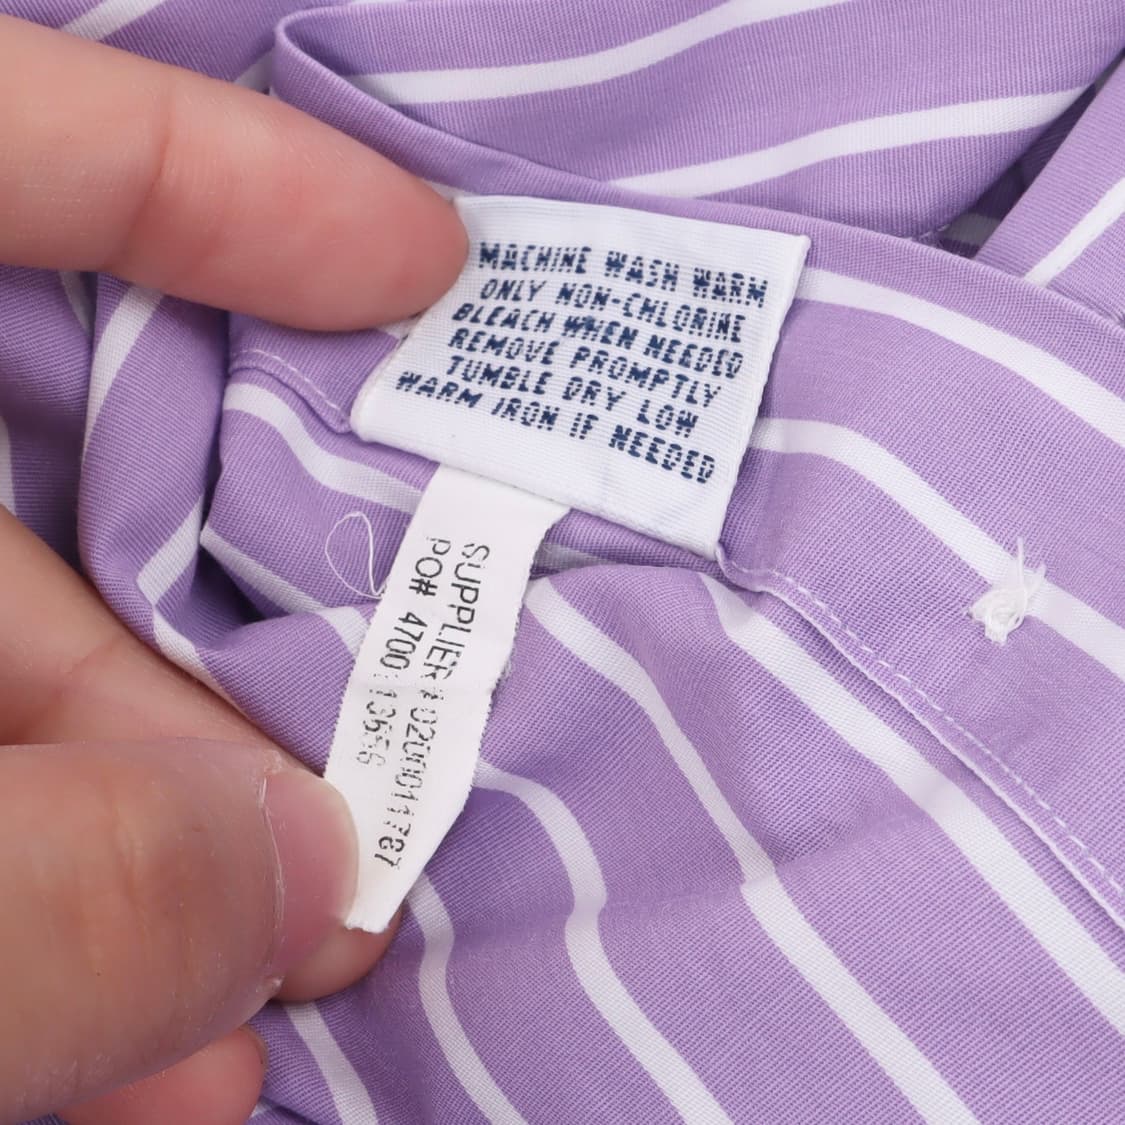 MACHINE WASH WARM
ONLY NON-CHLORINE
BLEACH WHEN NEEDED
REMOVE PROMPTLY
TUMBLE DRY LOW
WARM IRON IF NEEDED
SUPPLIER
PO#